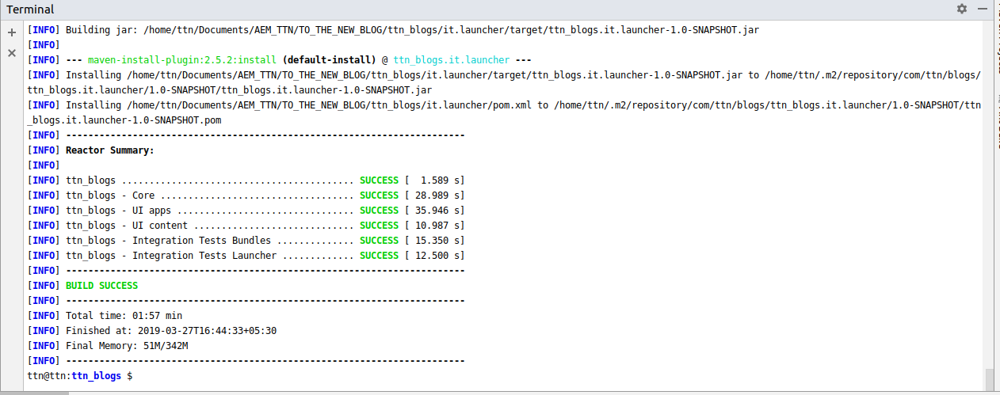 Terminal
[INFO] Building jar: /home/ttn/Documents/AEM_TTN/TO_THE_NEW_BLOG/ttn_blogs/it.launcher/target/ttn_blogs.it.launcher-1.0-SNAPSHOT.jar
[INFO]
[INFO] --- maven-install-plugin:2.5.2:install (default-install) @ ttn_blogs.it.launcher ---
[INFO] Installing /home/ttn/Documents/AEM_TTN/TO_THE_NEW_BLOG/ttn_blogs/it.launcher/target/ttn_blogs.it.launcher-1.0-SNAPSHOT.jar to /home/ttn/.m2/repository/com/ttn/blogs/
ttn_blogs.it.launcher/1.0-SNAPSHOT/ttn_blogs.it.launcher-1.0-SNAPSHOT.jar
[INFO] Installing /home/ttn/Documents/AEM_TTN/TO_THE_NEW_BLOG/ttn_blogs/it.launcher/pom.xml to /home/ttn/.m2/repository/com/ttn/blogs/ttn_blogs.it.launcher/1.0-SNAPSHOT/ttn
_blogs.it.launcher-1.0-SNAPSHOT.pom
[INFO] ------------------------------------------------------------------------
[INFO] Reactor Summary:
[INFO]
[INFO] ttn_blogs .......................................... SUCCESS [  1.589 s]
[INFO] ttn_blogs - Core ................................... SUCCESS [ 28.989 s]
[INFO] ttn_blogs - UI apps ................................ SUCCESS [ 35.946 s]
[INFO] ttn_blogs - UI content ............................. SUCCESS [ 10.987 s]
[INFO] ttn_blogs - Integration Tests Bundles .............. SUCCESS [ 15.350 s]
[INFO] ttn_blogs - Integration Tests Launcher ............. SUCCESS [ 12.500 s]
[INFO] ------------------------------------------------------------------------
[INFO] BUILD SUCCESS
[INFO] ------------------------------------------------------------------------
[INFO] Total time: 01:57 min
[INFO] Finished at: 2019-03-27T16:44:33+05:30
[INFO] Final Memory: 51M/342M
[INFO] ------------------------------------------------------------------------
ttn@ttn:ttn_blogs $